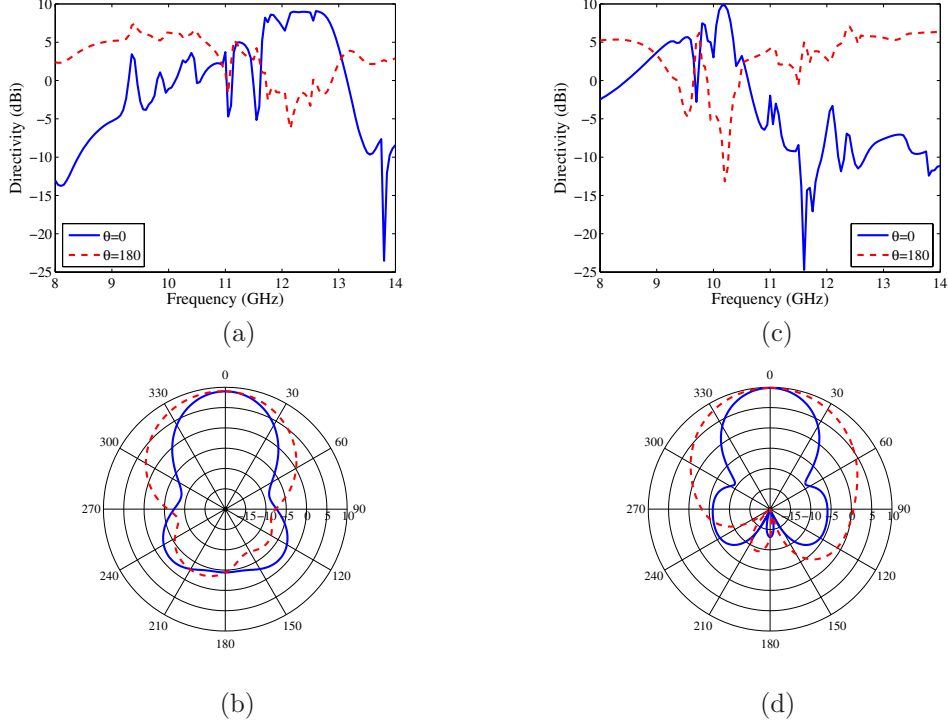 10
5
0
−5
−10
−15
−20
−25
Directivity (dBi)
θ=0
θ=180
8 9 10 11 12 13 14
Frequency (GHz)
(a)
10
5
0
−5
−10
−15
−20
−25
Directivity (dBi)
θ=0
θ=180
8 9 10 11 12 13 14
Frequency (GHz)
(c)
0
330 30
300 60
270 −15−10−5 0 5 10 90
240 120
210 150
180
(b)
0
330 30
300 60
270 −15−10−5 0 5 10 90
240 120
210 150
180
(d)